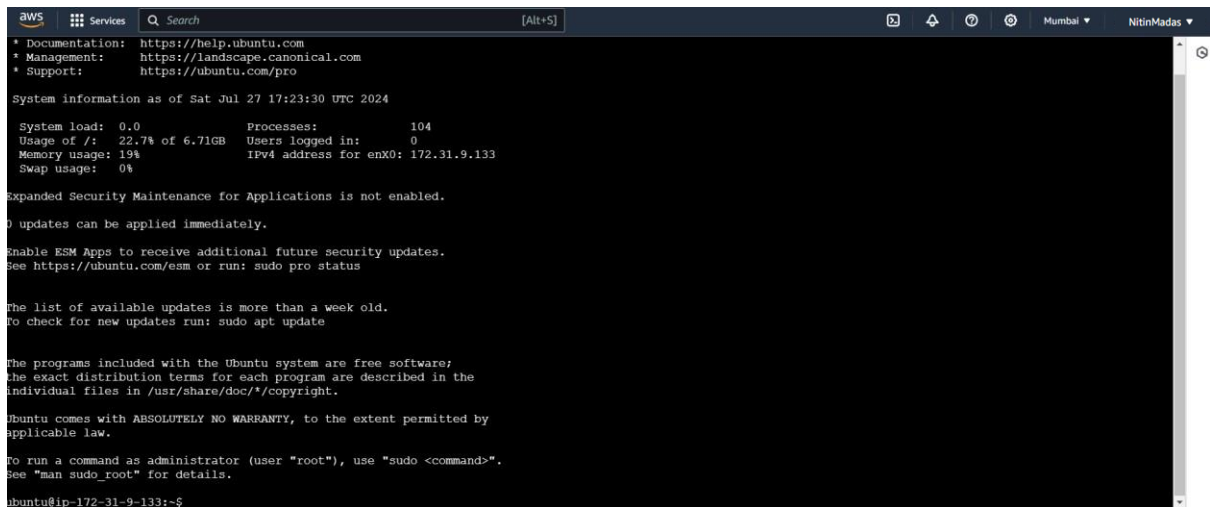 aws Services Search [Alt+S] Mumbai NitinMadas
* Documentation: https://help.ubuntu.com
* Management: https://landscape.canonical.com
* Support: https://ubuntu.com/pro
System information as of Sat Jul 27 17:23:30 UTC 2024
System load: 0.0 Processes: 104
Usage of /: 22.7% of 6.71GB Users logged in: 0
Memory usage: 19% IPv4 address for enX0: 172.31.9.133
Swap usage: 0%
Expanded Security Maintenance for Applications is not enabled.
0 updates can be applied immediately.
Enable ESM Apps to receive additional future security updates.
See https://ubuntu.com/esm or run: sudo pro status
The list of available updates is more than a week old.
To check for new updates run: sudo apt update
The programs included with the Ubuntu system are free software;
the exact distribution terms for each program are described in the
individual files in /usr/share/doc/*/copyright.
Ubuntu comes with ABSOLUTELY NO WARRANTY, to the extent permitted by
applicable law.
To run a command as administrator (user "root"), use "sudo <command>".
See "man sudo_root" for details.
ubuntu@ip-172-31-9-133:~$